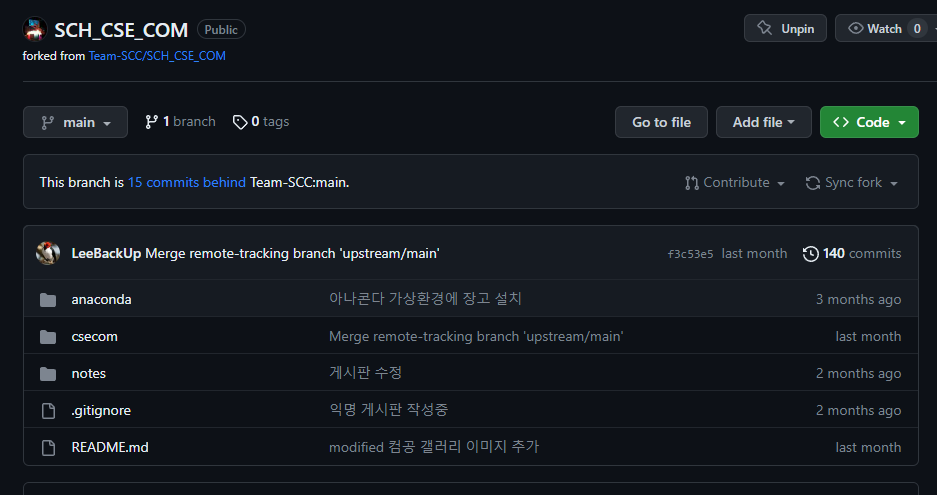 SCH_CSE_COM Public Unpin Watch 0
forked from Team-SCC/SCH_CSE_COM
main 1 branch 0 tags Go to file Add file Code
This branch is 15 commits behind Team-SCC:main. Contribute Sync fork
LeeBackUp Merge remote-tracking branch 'upstream/main' f3c53e5 last month 140 commits
anaconda 아나콘다 가상환경에 장고 설치 3 months ago
csecom Merge remote-tracking branch 'upstream/main' last month
notes 게시판 수정 2 months ago
.gitignore 익명 게시판 작성중 2 months ago
README.md modified 컴공 갤러리 이미지 추가 last month